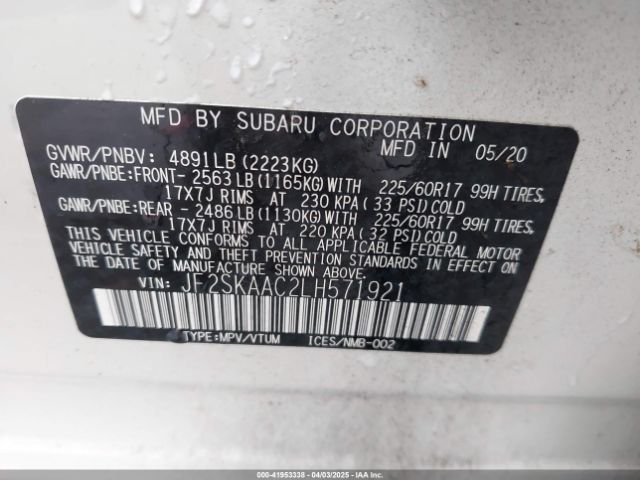 MFD BY SUBARU CORPORATION
GVWR/PNBV: 4891LB (2223KG) MFD IN 05/20
GAWR/PNBE:FRONT- 2563LB (1165KG) WITH 225/60R17 99H TIRES,
17X7J RIMS AT 230 KPA (33 PSI) COLD
GAWR/PNBE:REAR - 2486LB (1130KG) WITH 225/60R17 99H TIRES,
17X7J RIMS AT 220 KPA (32 PSI) COLD
THIS VEHICLE CONFORMS TO ALL APPLICABLE FEDERAL MOTOR
VEHICLE SAFETY AND THEFT PREVENTION STANDARDS IN EFFECT ON
THE DATE OF MANUFACTURE SHOWN ABOVE.
VIN: JF2SKAAC2LH571921
TYPE:MPV/VTUM ICES/NMB-002
000-41953338 04/03/2025